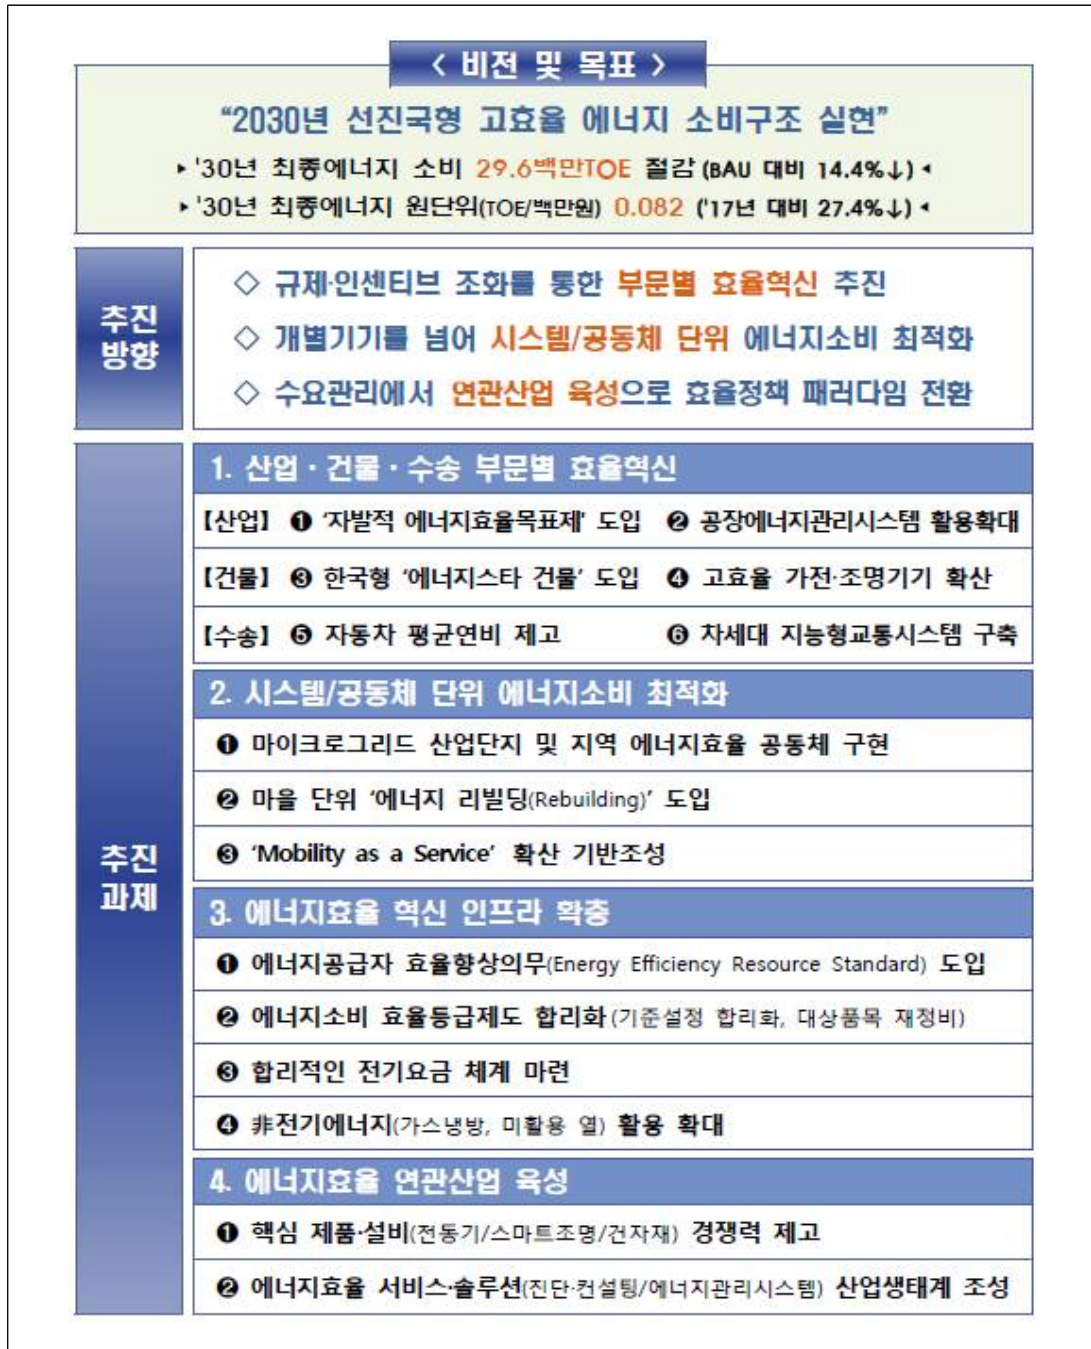 < 비전 및 목표 >
“2030년 선진국형 고효율 에너지 소비구조 실현”
▸ '30년 최종에너지 소비 29.6백만TOE 절감(BAU 대비 14.4%↓) ◂
▸ '30년 최종에너지 원단위(TOE/백만원) 0.082 ('17년 대비 27.4%↓) ◂
추진
방향
◇ 규제·인센티브 조화를 통한 부문별 효율혁신 추진
◇ 개별기기를 넘어 시스템/공동체 단위 에너지소비 최적화
◇ 수요관리에서 연관산업 육성으로 효율정책 패러다임 전환
추진
과제
1. 산업 · 건물 · 수송 부문별 효율혁신
【산업】 ❶ ‘자발적 에너지효율목표제’ 도입 ❷ 공장에너지관리시스템 활용확대
【건물】 ❸ 한국형 ‘에너지스타 건물’ 도입 ❹ 고효율 가전·조명기기 확산
【수송】 ❺ 자동차 평균연비 제고 ❻ 차세대 지능형교통시스템 구축
2. 시스템/공동체 단위 에너지소비 최적화
❶ 마이크로그리드 산업단지 및 지역 에너지효율 공동체 구현
❷ 마을 단위 ‘에너지 리빌딩(Rebuilding)’ 도입
❸ ‘Mobility as a Service’ 확산 기반조성
3. 에너지효율 혁신 인프라 확충
❶ 에너지공급자 효율향상의무(Energy Efficiency Resource Standard) 도입
❷ 에너지소비 효율등급제도 합리화(기준설정 합리화, 대상품목 재정비)
❸ 합리적인 전기요금 체계 마련
❹ 非전기에너지(가스냉방, 미활용 열) 활용 확대
4. 에너지효율 연관산업 육성
❶ 핵심 제품·설비(전동기/스마트조명/건자재) 경쟁력 제고
❷ 에너지효율 서비스·솔루션(진단·컨설팅/에너지관리시스템) 산업생태계 조성